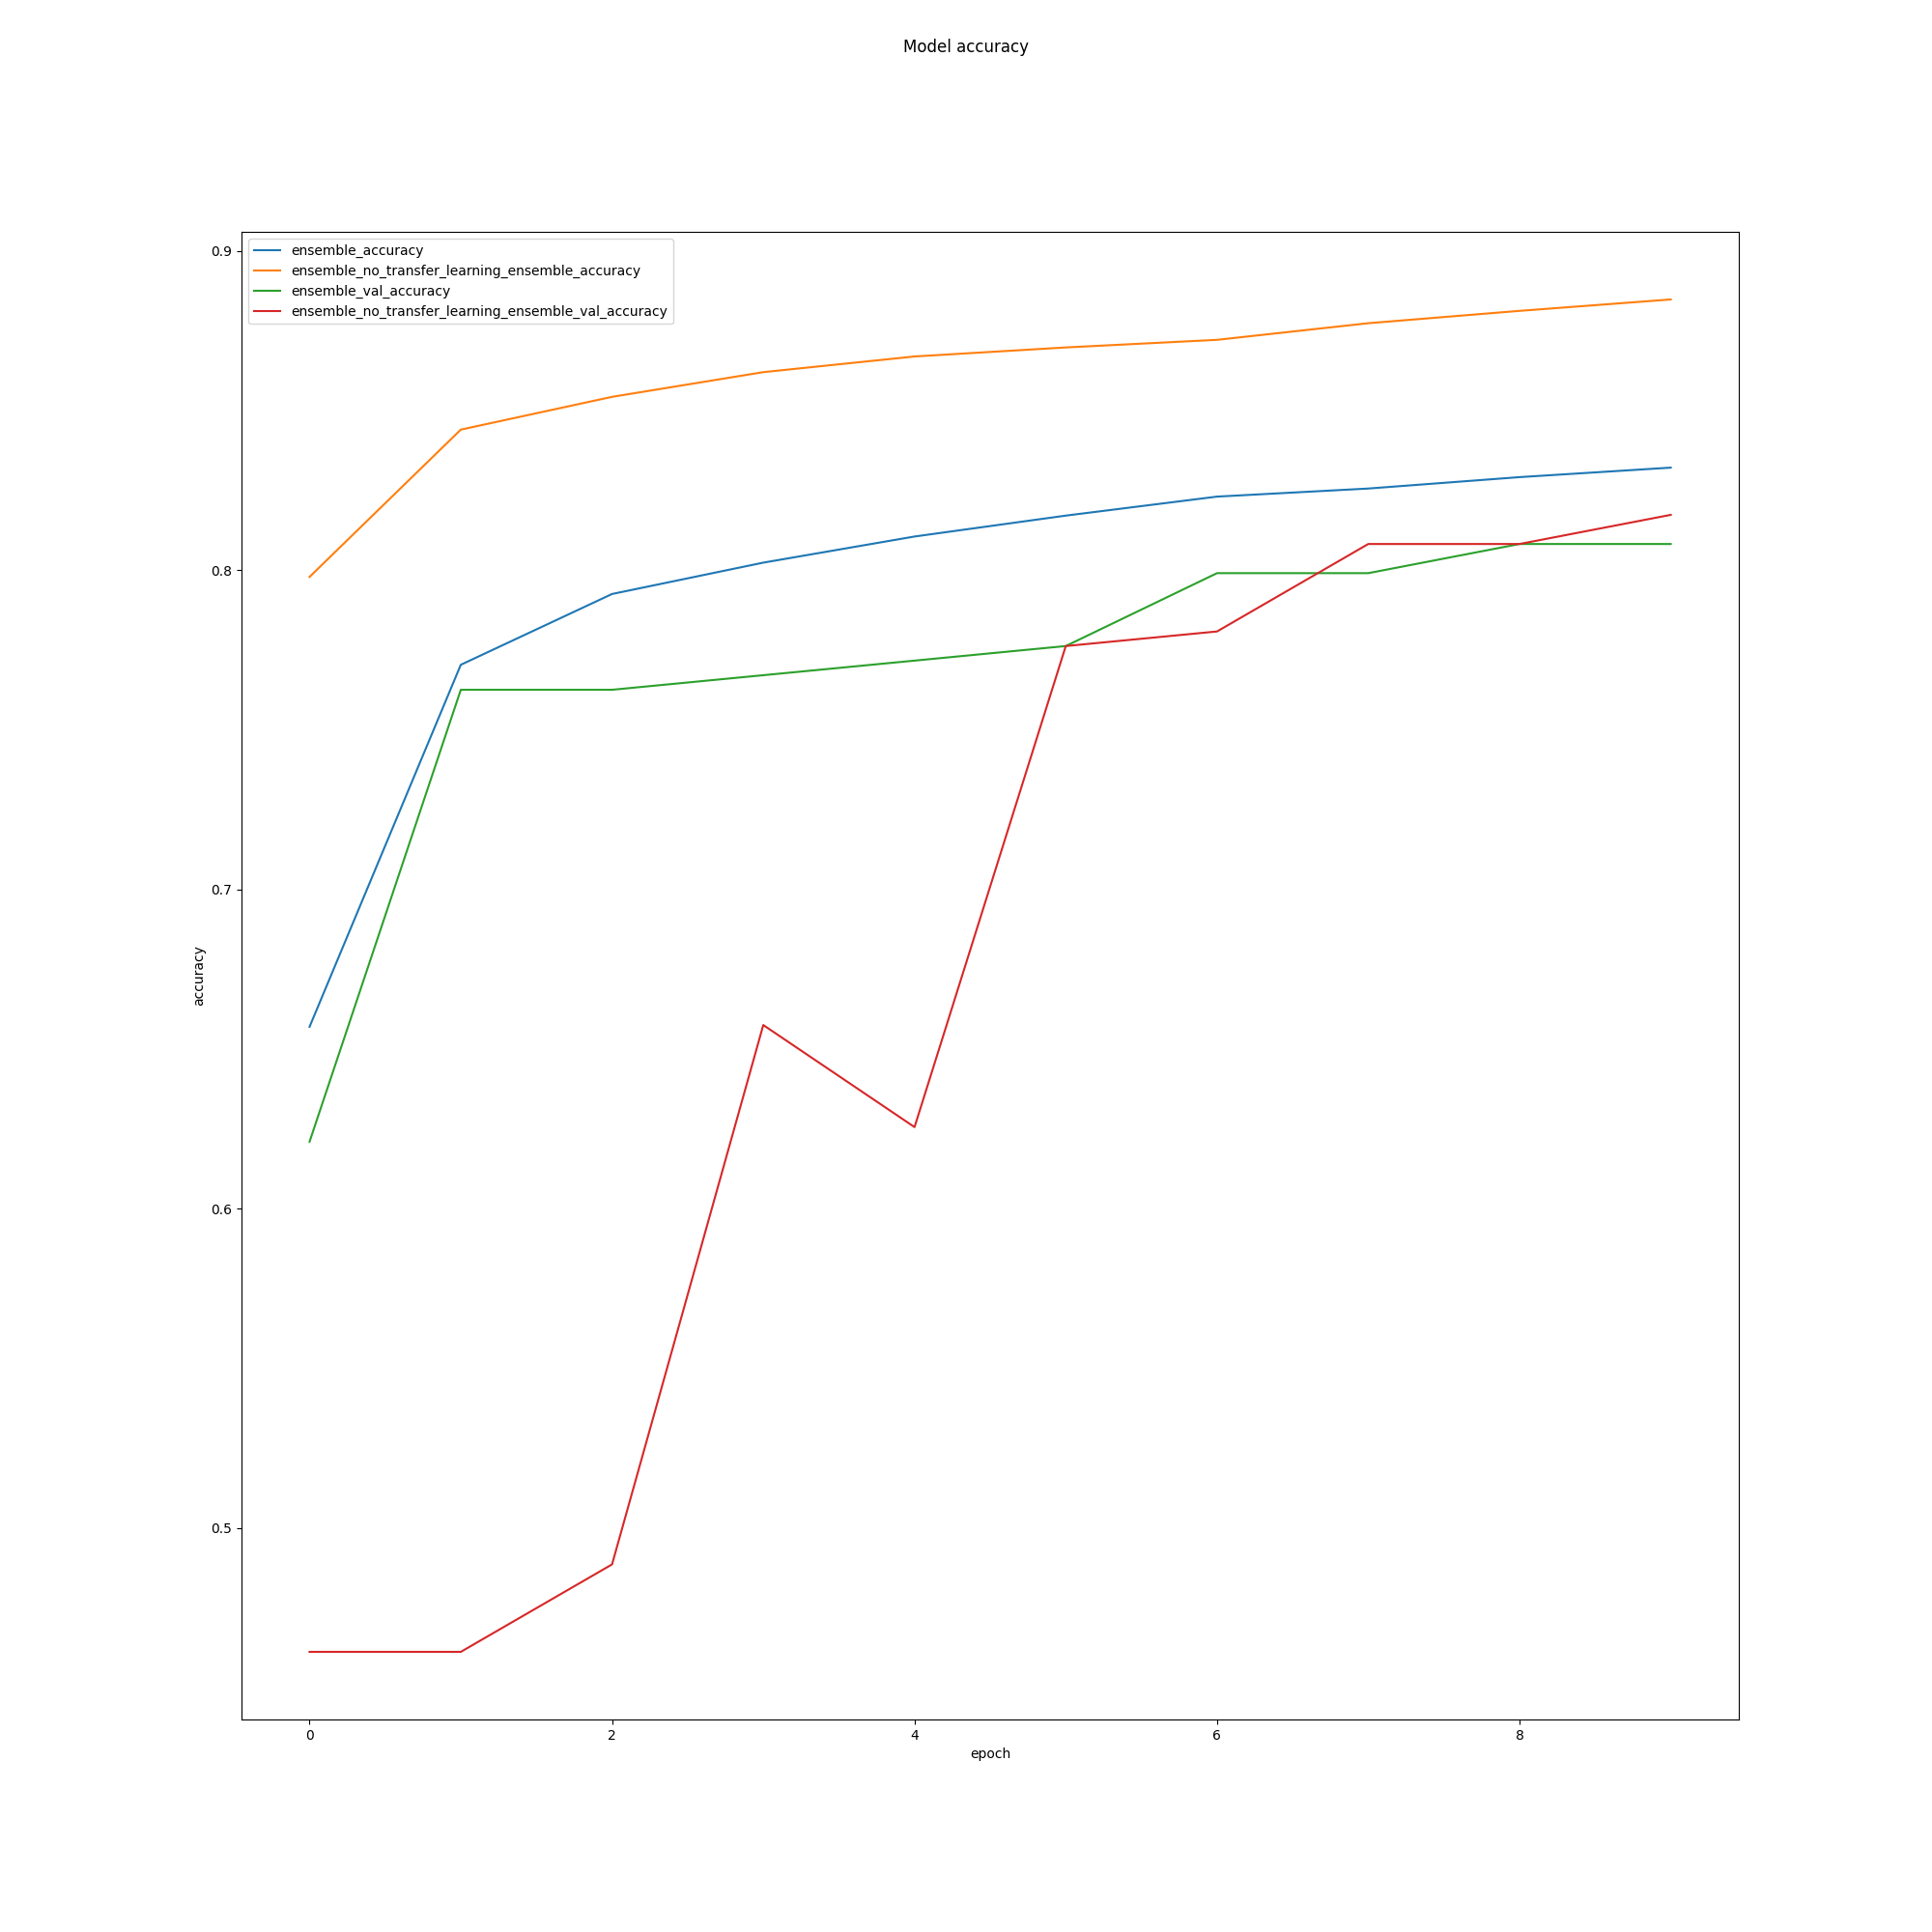 Model accuracy
ensemble_accuracy
ensemble_no_transfer_learning_ensemble_accuracy
ensemble_val_accuracy
ensemble_no_transfer_learning_ensemble_val_accuracy
0.9
0.8
0.7
0.6
0.5
accuracy
0 2 4 6 8
epoch